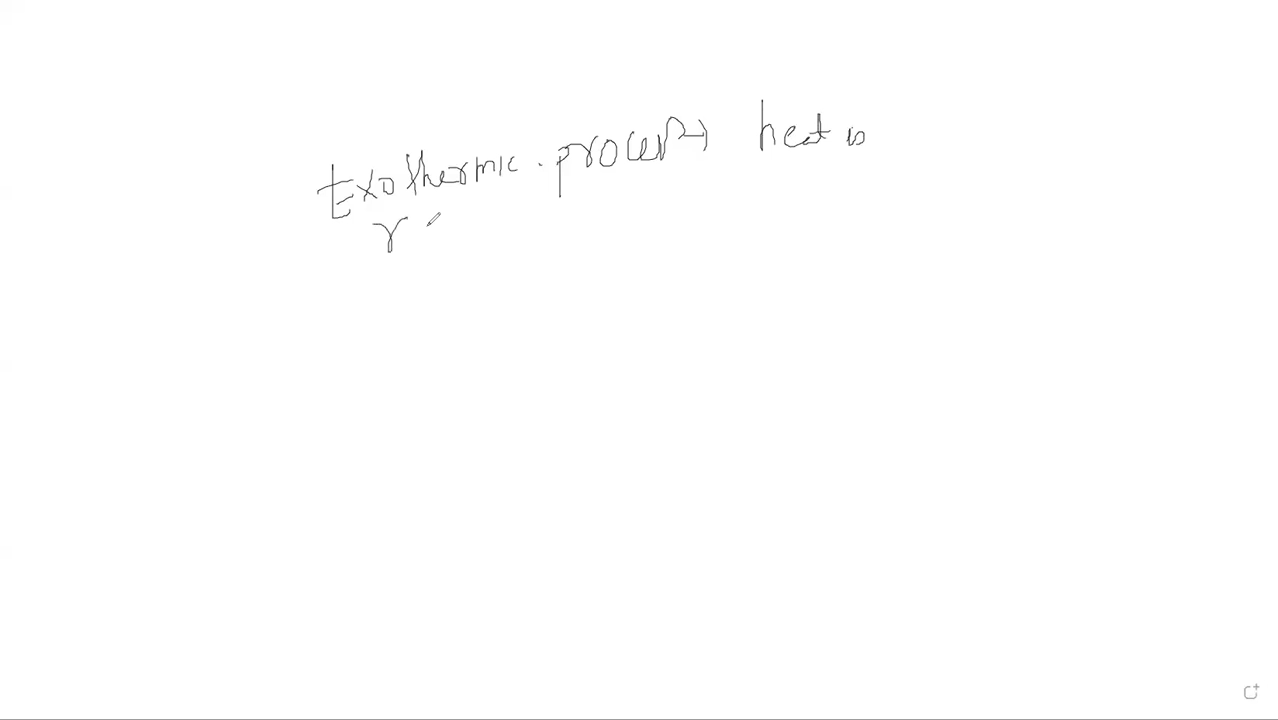 Exothermic process → heat is
r